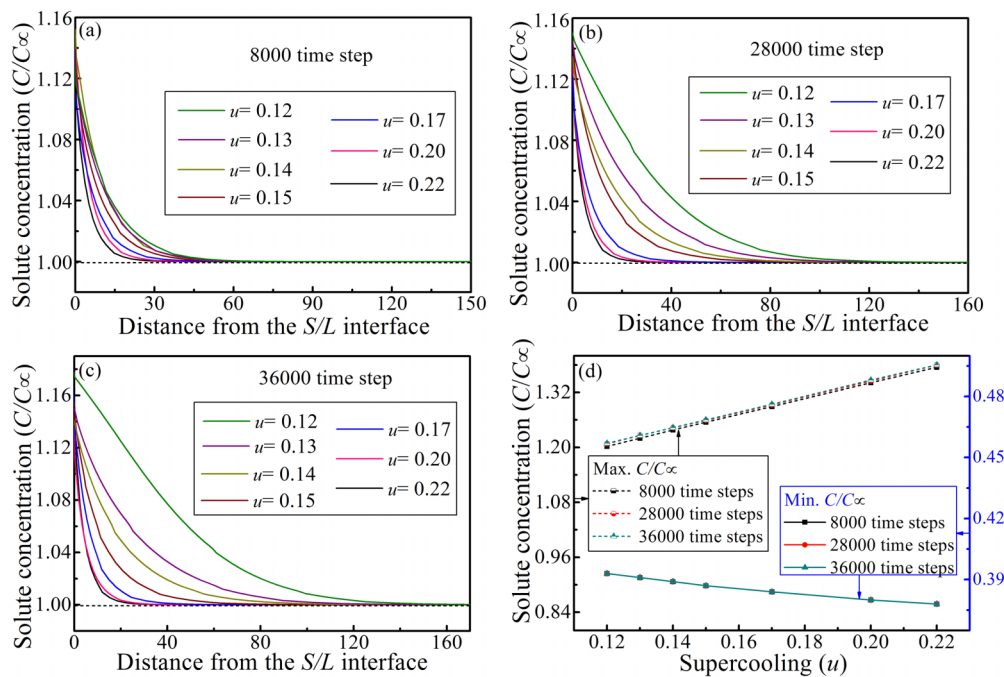 (a)
8000 time step
u= 0.12
u= 0.13
u= 0.14
u= 0.15
u= 0.17
u= 0.20
u= 0.22
Solute concentration (C/C∝)
1.16
1.12
1.08
1.04
1.00
0
30
60
90
120
150
Distance from the S/L interface
(b)
28000 time step
u= 0.12
u= 0.13
u= 0.14
u= 0.15
u= 0.17
u= 0.20
u= 0.22
Solute concentration (C/C∝)
1.16
1.12
1.08
1.04
1.00
0
40
80
120
160
Distance from the S/L interface
(c)
36000 time step
u= 0.12
u= 0.13
u= 0.14
u= 0.15
u= 0.17
u= 0.20
u= 0.22
Solute concentration (C/C∝)
1.16
1.12
1.08
1.04
1.00
0
40
80
120
160
Distance from the S/L interface
(d)
Solute concentration (C/C∝)
1.32
1.20
1.08
0.96
0.84
0.48
0.45
0.42
0.39
Max. C/C∝
8000 time steps
28000 time steps
36000 time steps
Min. C/C∝
8000 time steps
28000 time steps
36000 time steps
0.12
0.14
0.16
0.18
0.20
0.22
Supercooling (u)